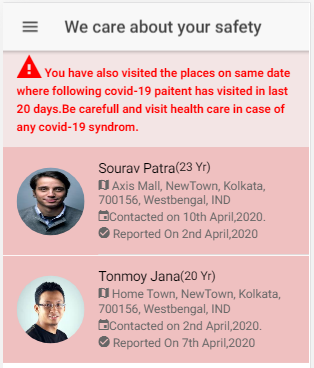 We care about your safety
You have also visited the places on same date
where following covid-19 paitent has visited in last
20 days.Be carefull and visit health care in case of
any covid-19 syndrom.
Sourav Patra(23 Yr)
Axis Mall, NewTown, Kolkata,
700156, Westbengal, IND
Contacted on 10th April,2020.
Reported On 2nd April,2020
Tonmoy Jana(20 Yr)
Home Town, NewTown, Kolkata,
700156, Westbengal, IND
Contacted on 2nd April,2020.
Reported On 7th April,2020